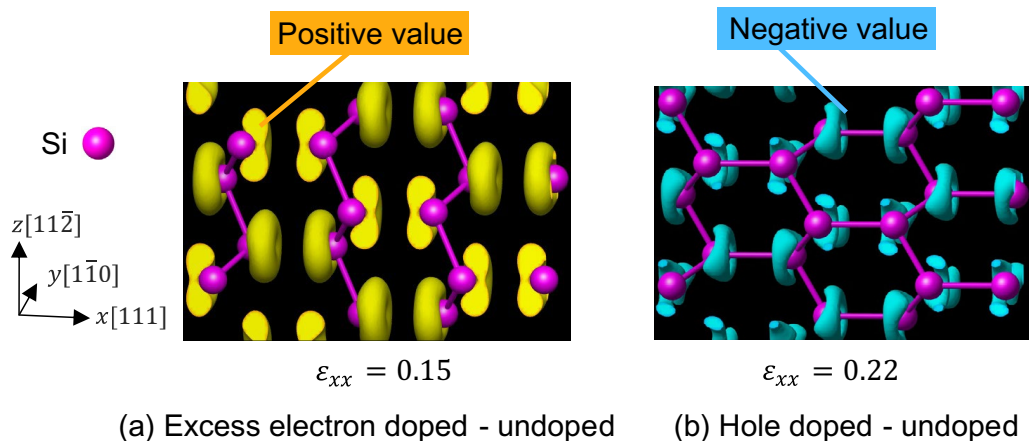 Positive value
Negative value
Si
z[112̄]
y[11̄0]
x[111]
ε_xx = 0.15
ε_xx = 0.22
(a) Excess electron doped - undoped
(b) Hole doped - undoped